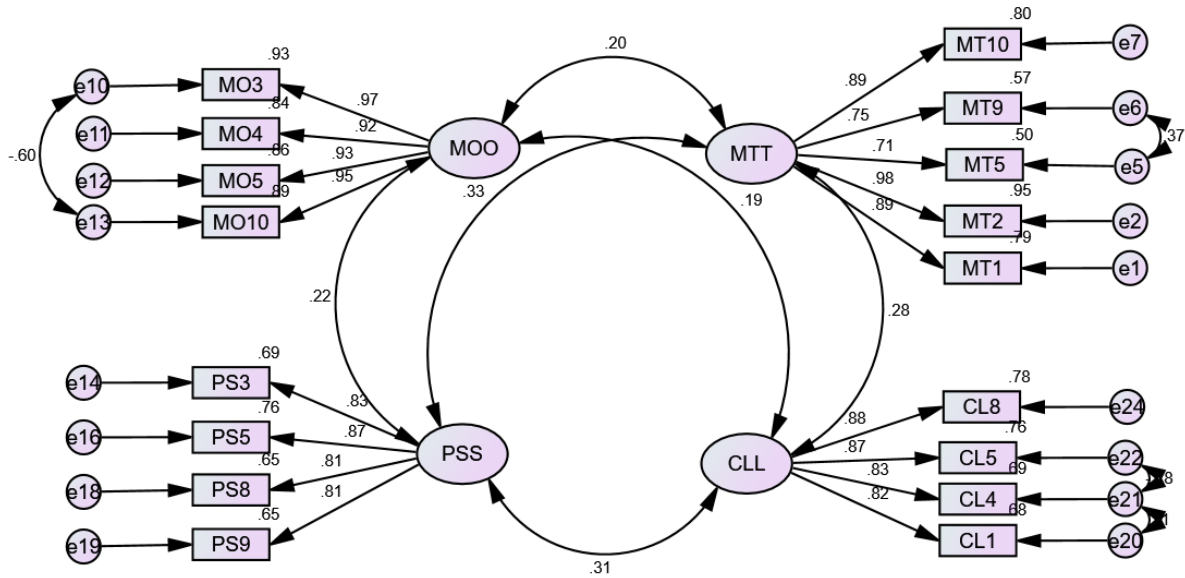 .20
.93
e10 MO3
.97
.84
e11 MO4
.92
.86
-.60
e12 MO5
.93
.89
e13 MO10
.95
MOO
MTT
.80
MT10 e7
.89
.57
MT9 e6
.75
.50
.37
MT5 e5
.71
.95
MT2 e2
.98
.79
MT1 e1
.89
.33
.19
.22
.28
.69
e14 PS3
.83
.76
e16 PS5
.87
.65
e18 PS8
.81
.65
e19 PS9
.81
PSS
CLL
.78
CL8 e24
.88
.76
CL5 e22
.87
.69
CL4 e21
.83
.68
CL1 e20
.82
.31